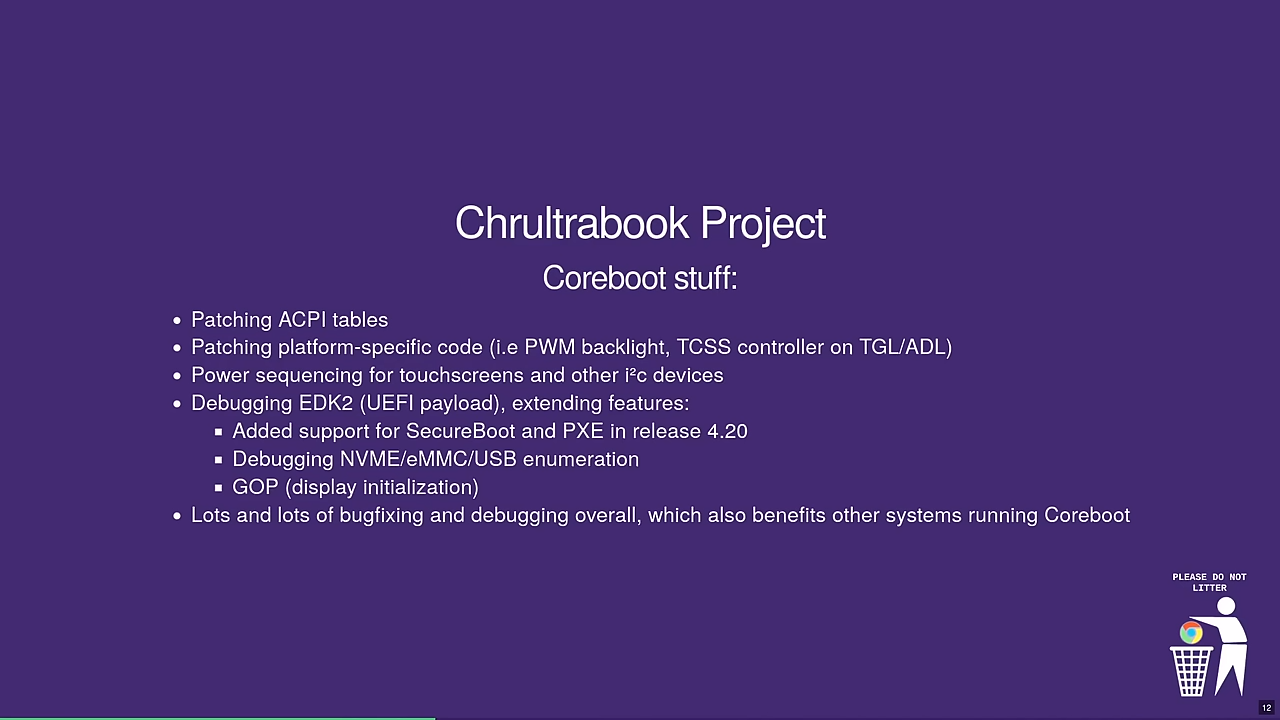 Chrultrabook Project
Coreboot stuff:
Patching ACPI tables
Patching platform-specific code (i.e PWM backlight, TCSS controller on TGL/ADL)
Power sequencing for touchscreens and other i²c devices
Debugging EDK2 (UEFI payload), extending features:
Added support for SecureBoot and PXE in release 4.20
Debugging NVME/eMMC/USB enumeration
GOP (display initialization)
Lots and lots of bugfixing and debugging overall, which also benefits other systems running Coreboot
PLEASE DO NOT
LITTER
12